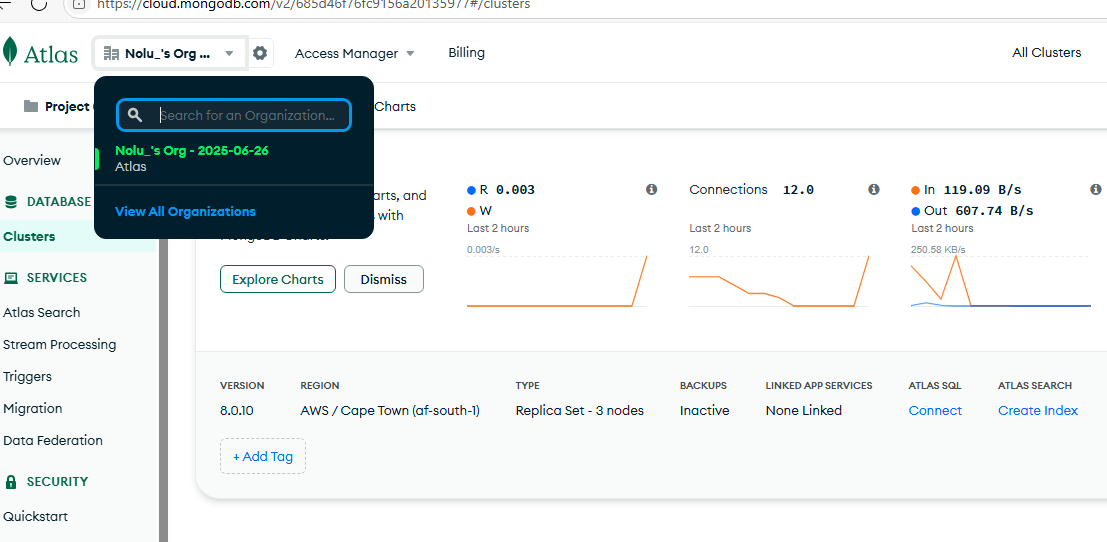 https://cloud.mongodb.com/v2/685d46f76fc9156a20135977#/clusters
Atlas
Nolu_'s Org ...
Access Manager
Billing
All Clusters
Project
Charts
Search for an Organization...
Nolu_'s Org - 2025-06-26
Atlas
View All Organizations
Overview
DATABASE
Clusters
SERVICES
Atlas Search
Stream Processing
Triggers
Migration
Data Federation
SECURITY
Quickstart
arts, and
with
MongoDB Charts.
Explore Charts
Dismiss
R 0.003
W
Last 2 hours
0.003/s
Connections 12.0
Last 2 hours
12.0
In 119.09 B/s
Out 607.74 B/s
Last 2 hours
250.58 KB/s
VERSION
8.0.10
REGION
AWS / Cape Town (af-south-1)
TYPE
Replica Set - 3 nodes
BACKUPS
Inactive
LINKED APP SERVICES
None Linked
ATLAS SQL
Connect
ATLAS SEARCH
Create Index
+ Add Tag